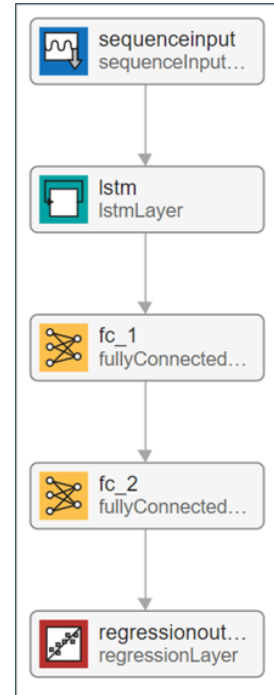 sequenceinput
sequenceInput...
lstm
lstmLayer
fc_1
fullyConnected...
fc_2
fullyConnected...
regressionout...
regressionLayer